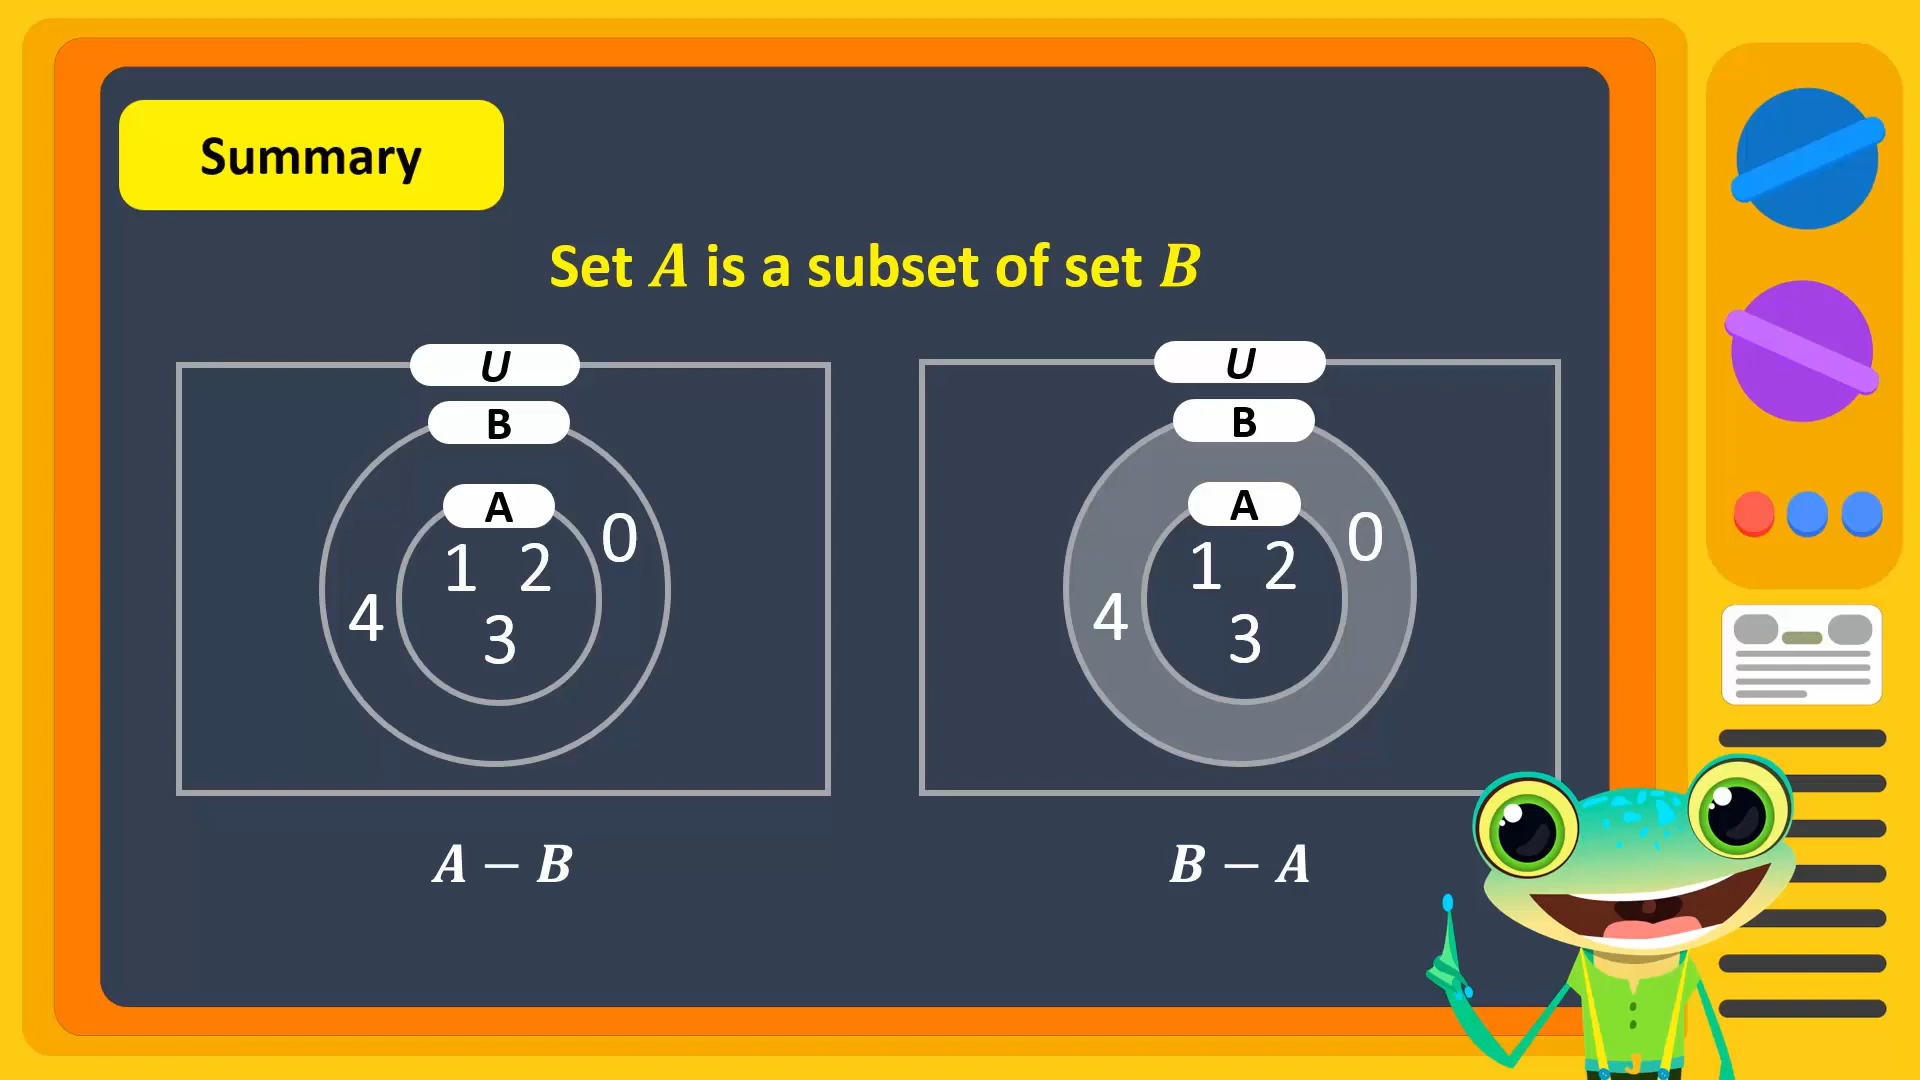 Summary
Set A is a subset of set B
U
B
A
1 2
0
4
3
A – B
U
B
A
1 2
0
4
3
B – A